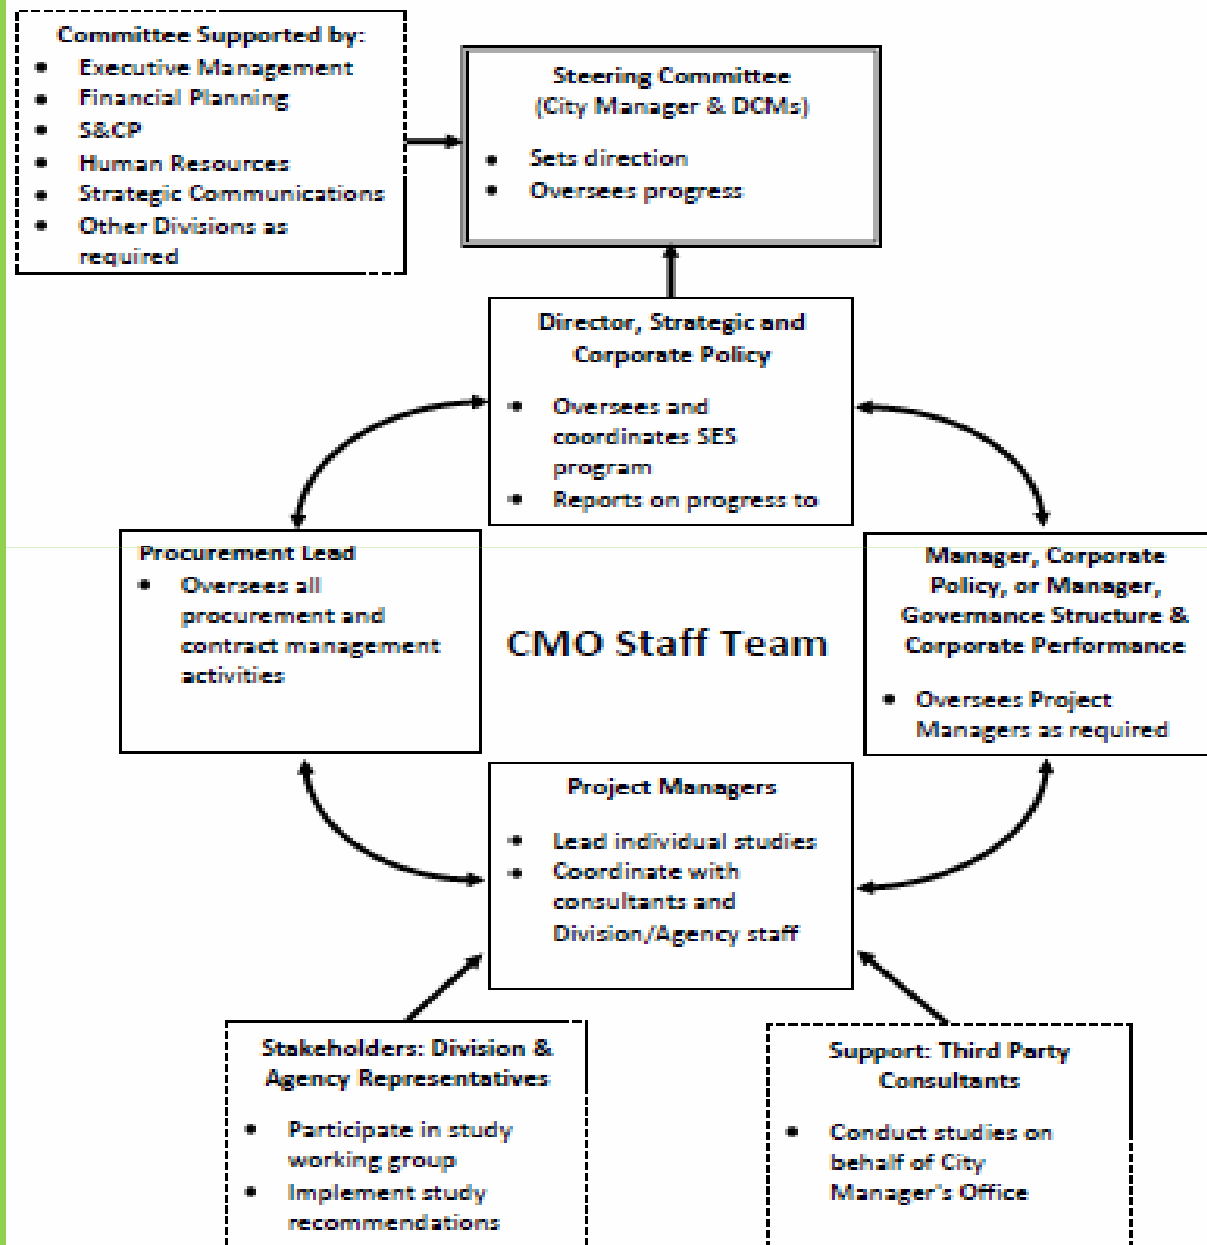 Committee Supported by:
• Executive Management
• Financial Planning
• S&CP
• Human Resources
• Strategic Communications
• Other Divisions as
required
Steering Committee
(City Manager & DCMs)
• Sets direction
• Oversees progress
Director, Strategic and
Corporate Policy
• Oversees and
coordinates SES
program
• Reports on progress to
Procurement Lead
• Oversees all
procurement and
contract management
activities
CMO Staff Team
Manager, Corporate
Policy, or Manager,
Governance Structure &
Corporate Performance
• Oversees Project
Managers as required
Project Managers
• Lead individual studies
• Coordinate with
consultants and
Division/Agency staff
Stakeholders: Division &
Agency Representatives
• Participate in study
working group
• Implement study
recommendations
Support: Third Party
Consultants
• Conduct studies on
behalf of City
Manager's Office